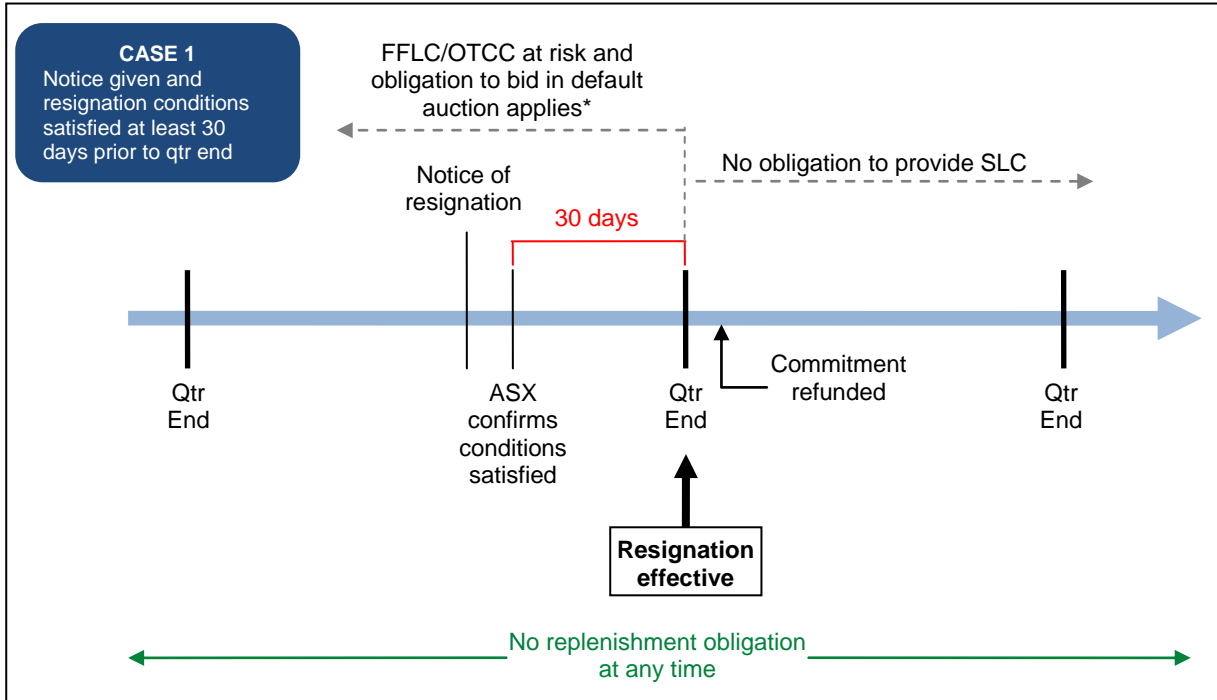 CASE 1
Notice given and
resignation conditions
satisfied at least 30
days prior to qtr end
FFLC/OTCC at risk and
obligation to bid in default
auction applies*
No obligation to provide SLC
Notice of
resignation
30 days
Qtr
End
ASX
confirms
conditions
satisfied
Qtr
End
Commitment
refunded
Qtr
End
Resignation
effective
No replenishment obligation
at any time